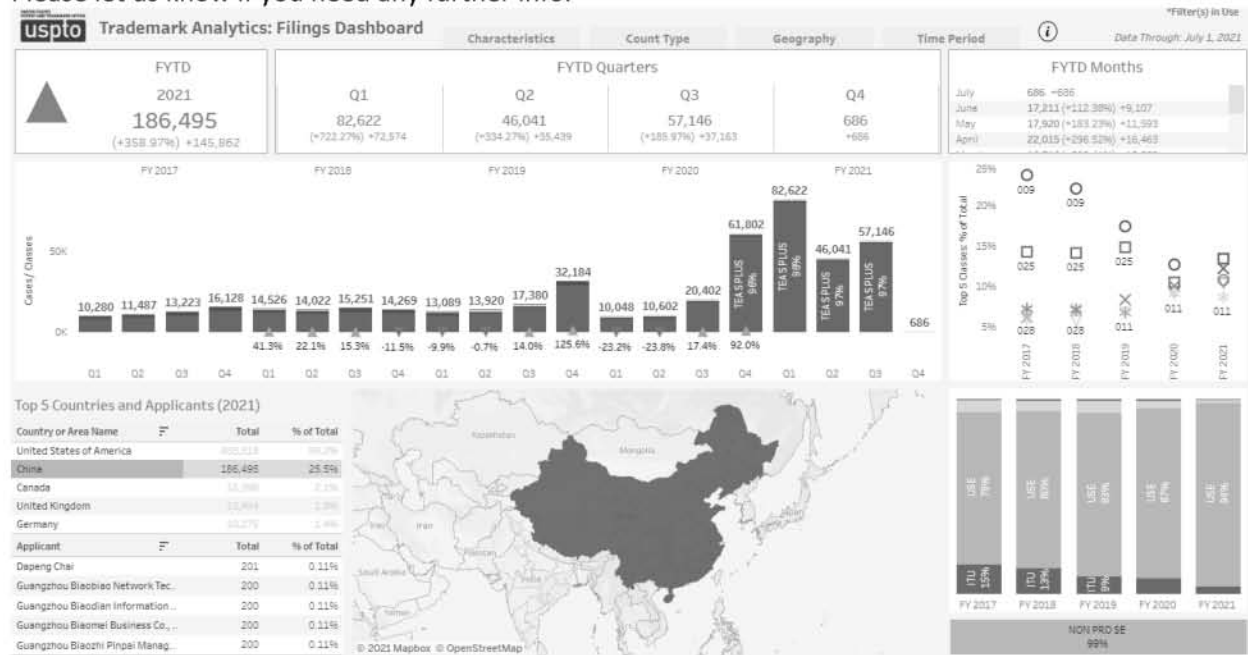 Please let us know if you need any further info.
UNITED STATES
PATENT AND TRADEMARK OFFICE
uspto
Trademark Analytics: Filings Dashboard
Characteristics
Count Type
Geography
Time Period
*Filter(s) in Use
Data Through: July 1, 2021
FYTD
2021
186,495
(+358.97%) +145,862
FYTD Quarters
Q1
82,622
(+722.27%) +72,574
Q2
46,041
(+334.27%) +35,439
Q3
57,146
Q4
686
+686
FYTD Months
July 686 +686
June 17,211 (+112.38%) +9,107
May 17,920 (+183.23%) +11,593
April 22,015 (+296.52%) +16,463
FY 2017 FY 2018 FY 2019 FY 2020 FY 2021
Cases/ Classes
50K
0K
10,280 11,487 13,223 16,128 14,526 14,022 15,251 14,269 13,089 13,920 17,380 32,184 10,048 10,602 20,402 61,802 82,622 46,041 57,146 686
TEAS PLUS 96%
TEAS PLUS 98%
TEAS PLUS 97%
TEAS PLUS 97%
41.3% 22.1% 15.3% -11.5% -9.9% -0.7% 14.0% 125.6% -23.2% -23.8% 17.4% 92.0%
Q1 Q2 Q3 Q4 Q1 Q2 Q3 Q4 Q1 Q2 Q3 Q4 Q1 Q2 Q3 Q4 Q1 Q2 Q3 Q4
Top 5 Classes: % of Total
25%
20%
15%
10%
5%
009 009
025 025 025
028 028 011 011 011
FY 2017 FY 2018 FY 2019 FY 2020 FY 2021
Top 5 Countries and Applicants (2021)
Country or Area Name Total % of Total
United States of America
China 186,495 25.5%
Canada
United Kingdom
Germany
Applicant Total % of Total
Dapeng Chai 201 0.11%
Guangzhou Biaobiao Network Tec.. 200 0.11%
Guangzhou Biaodian Information .. 200 0.11%
Guangzhou Biaomei Business Co., .. 200 0.11%
Guangzhou Biaozhi Pinpai Manag.. 200 0.11%
Kazakhstan
Mongolia
Iraq
Iran
Pakistan
Saudi Arabia
India
Yemen
Japan
© 2021 Mapbox © OpenStreetMap
USE 79%
USE 80%
USE 83%
USE 87%
USE 94%
ITU 15%
ITU 13%
ITU 9%
FY 2017 FY 2018 FY 2019 FY 2020 FY 2021
NON PRO SE
99%